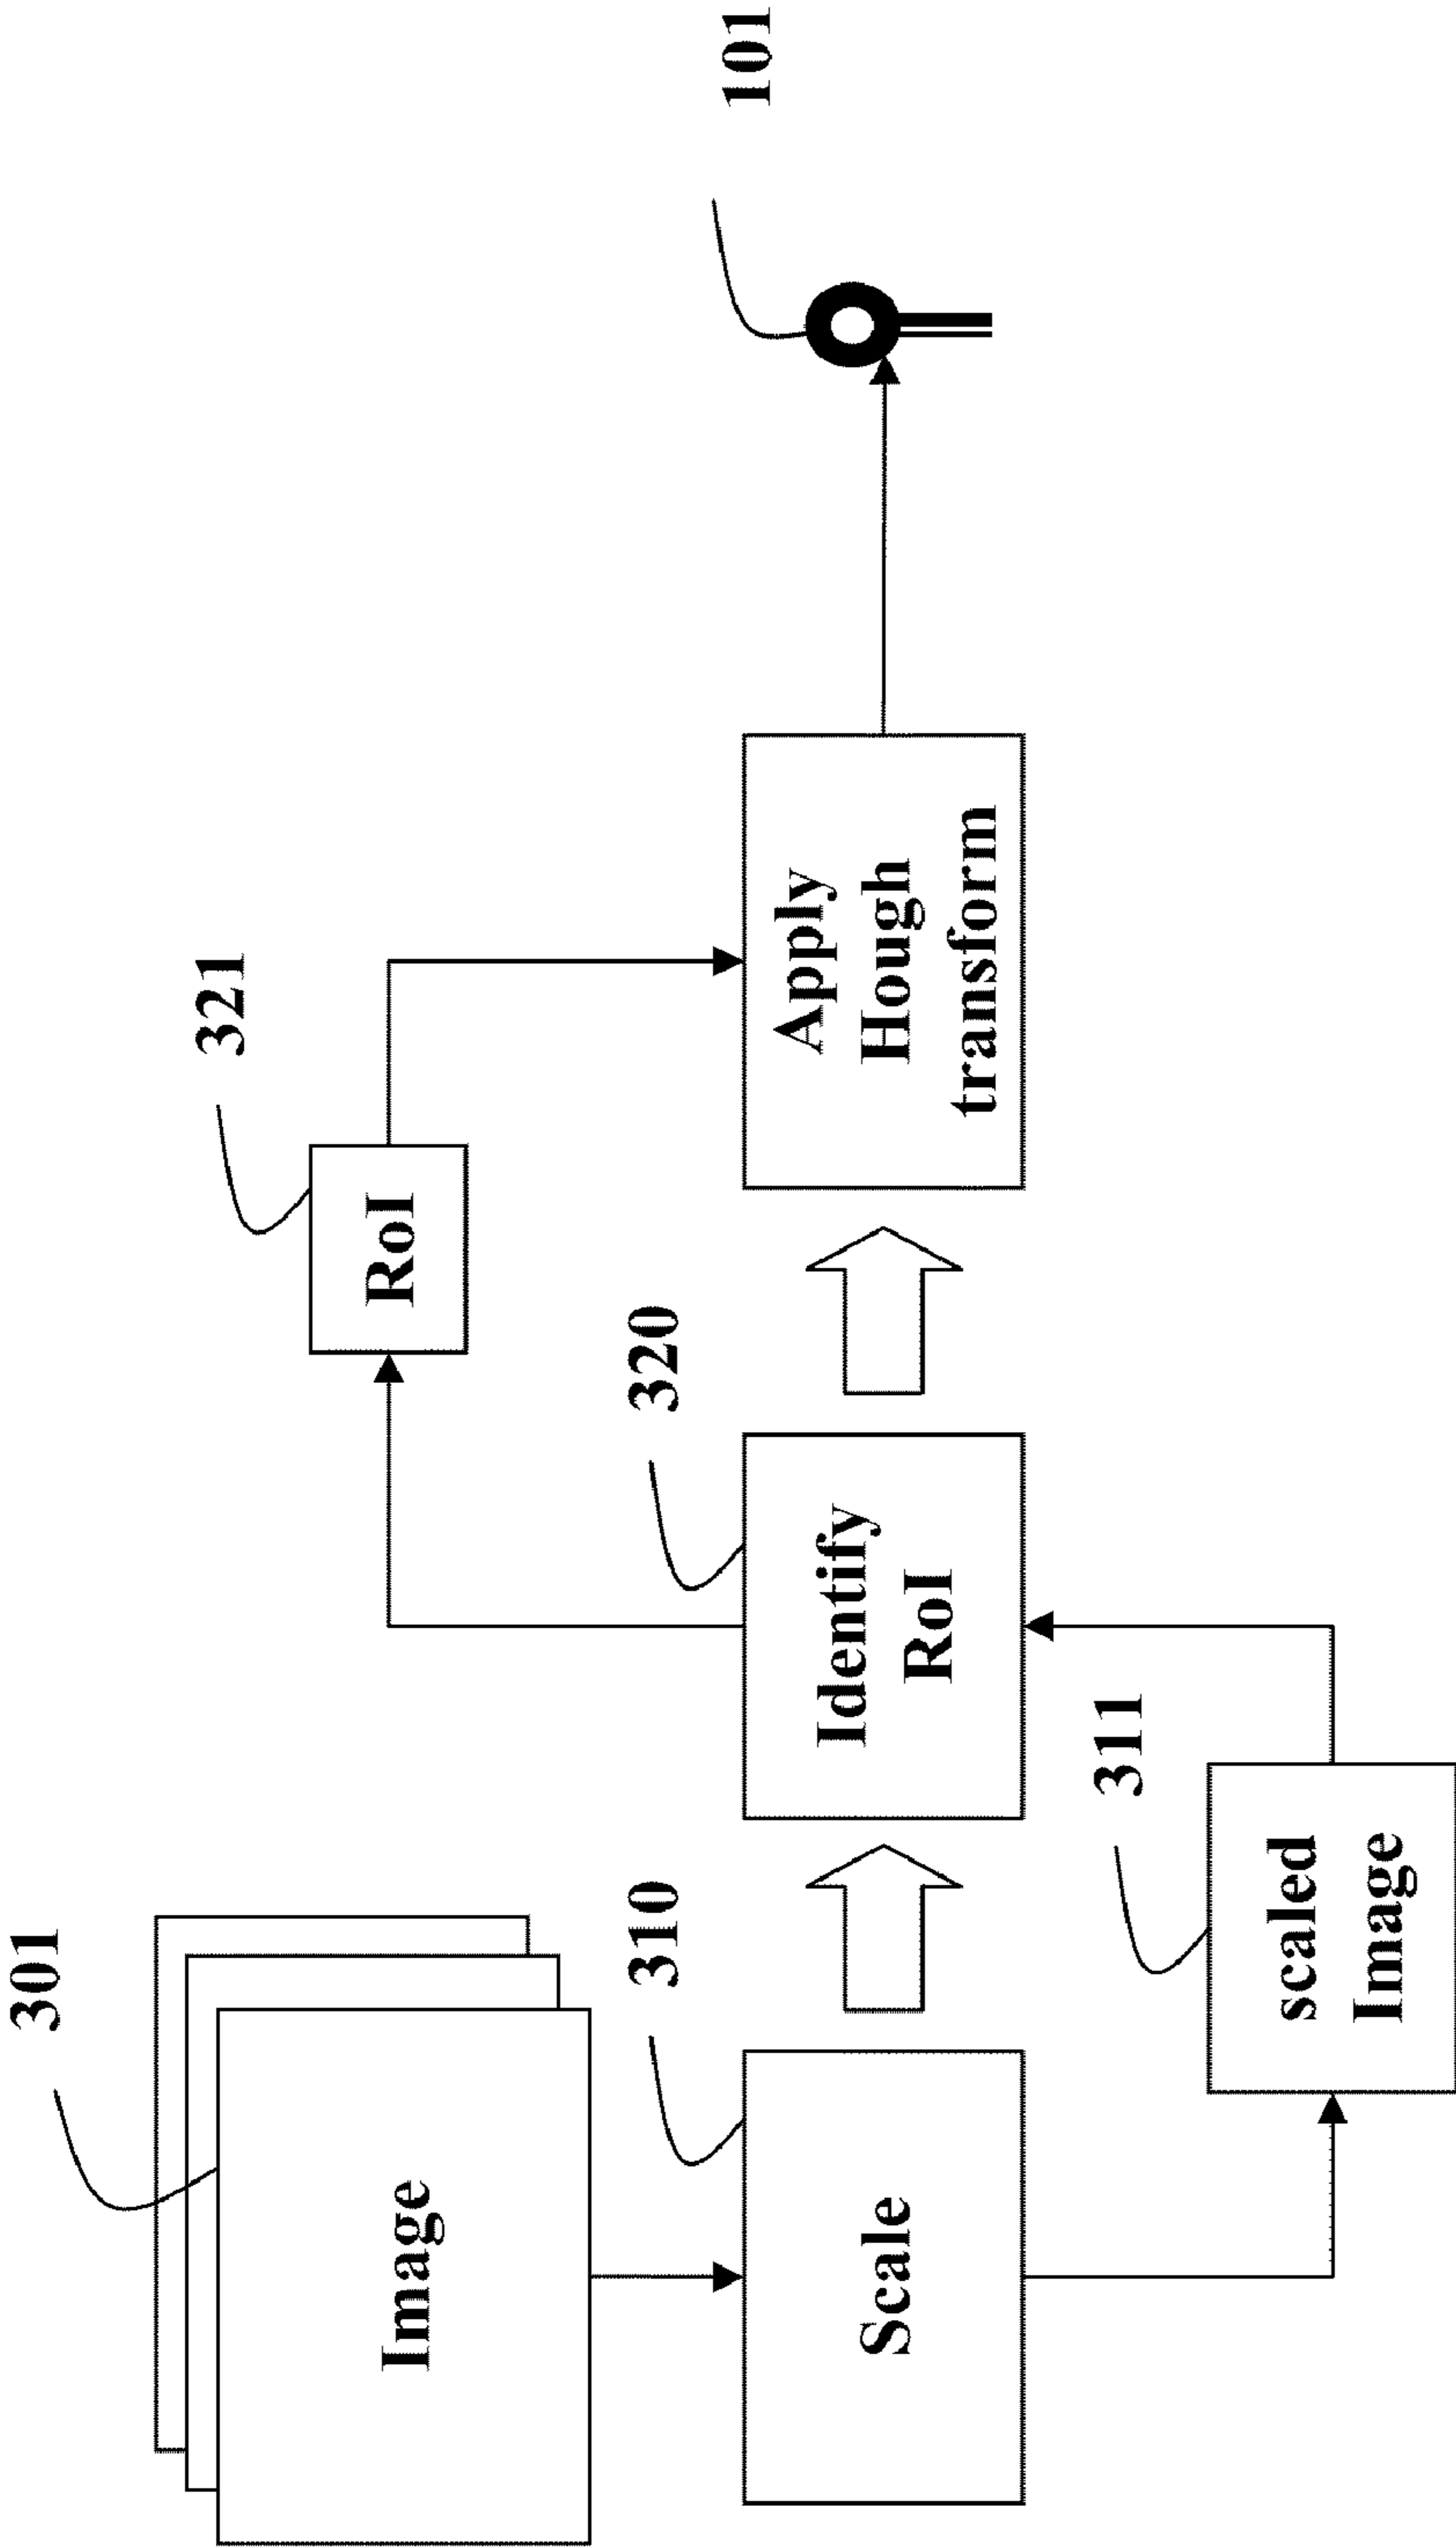 301
Image
310
Scale
311
scaled
Image
320
Identify
RoI
321
RoI
Apply
Hough
transform
101